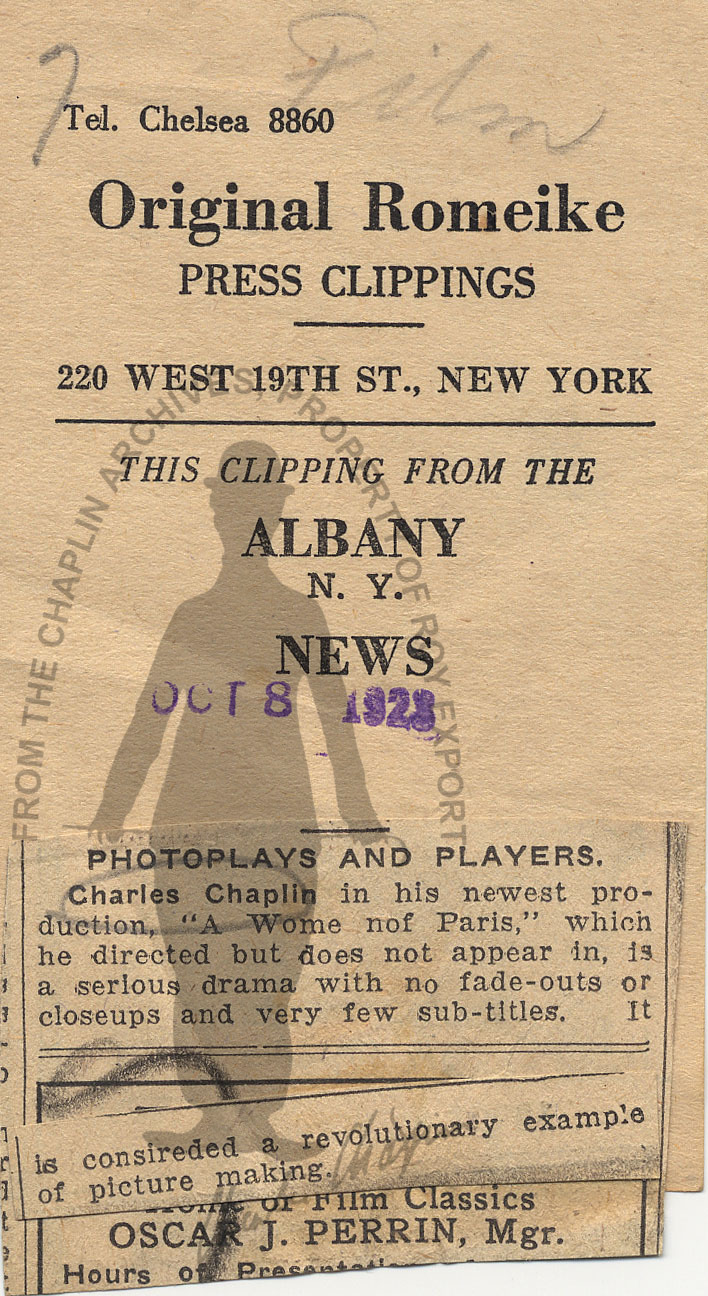 7 Film
Tel. Chelsea 8860
Original Romeike
PRESS CLIPPINGS
220 WEST 19TH ST., NEW YORK
THIS CLIPPING FROM THE
ALBANY
N. Y.
NEWS
OCT 8 1923
FROM THE CHAPLIN ARCHIVES, PROPERTY OF ROY EXPORT
PHOTOPLAYS AND PLAYERS.
Charles Chaplin in his newest pro-
duction, "A Wome nof Paris," which
he directed but does not appear in, is
a serious drama with no fade-outs or
closeups and very few sub-titles. It
is consireded a revolutionary example
of picture making.
Home of Film Classics
OSCAR J. PERRIN, Mgr.
Hours of Presentation